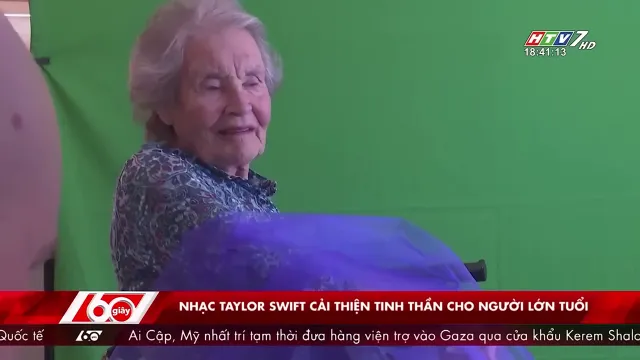 HTV7 HD
18:41:13
60 giây
NHẠC TAYLOR SWIFT CẢI THIỆN TINH THẦN CHO NGƯỜI LỚN TUỔI
Quốc tế 60 Ai Cập, Mỹ nhất trí tạm thời đưa hàng viện trợ vào Gaza qua cửa khẩu Kerem Shalo